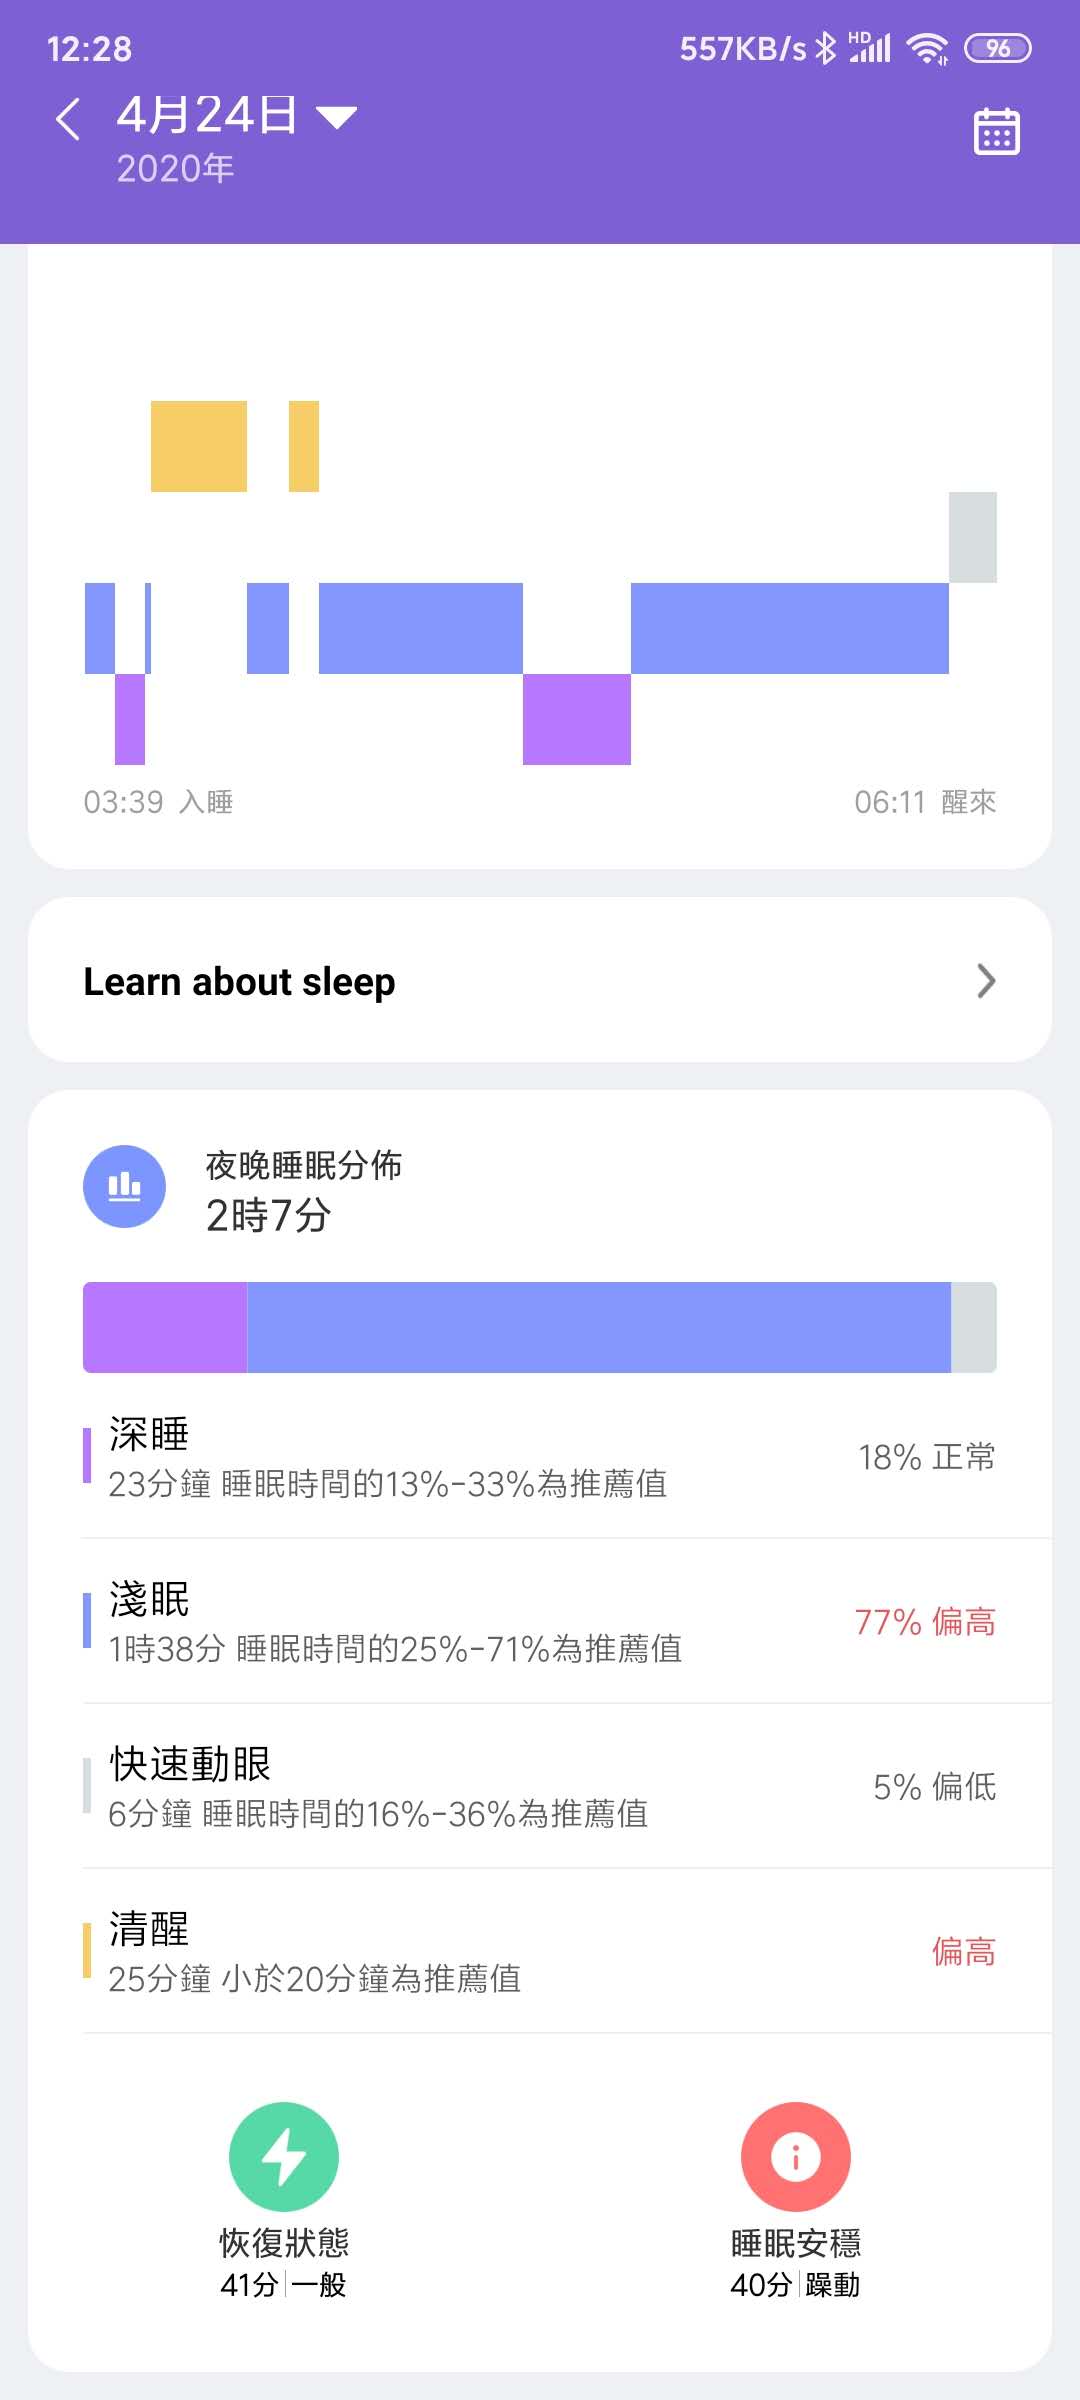 12:28
557KB/s HD 96
4月24日
2020年
03:39 入睡
06:11 醒來
Learn about sleep
夜晚睡眠分佈
2時7分
深睡
18% 正常
23分鐘 睡眠時間的13%-33%為推薦值
淺眠
77% 偏高
1時38分 睡眠時間的25%-71%為推薦值
快速動眼
5% 偏低
6分鐘 睡眠時間的16%-36%為推薦值
清醒
偏高
25分鐘 小於20分鐘為推薦值
恢復狀態
41分|一般
睡眠安穩
40分|躁動